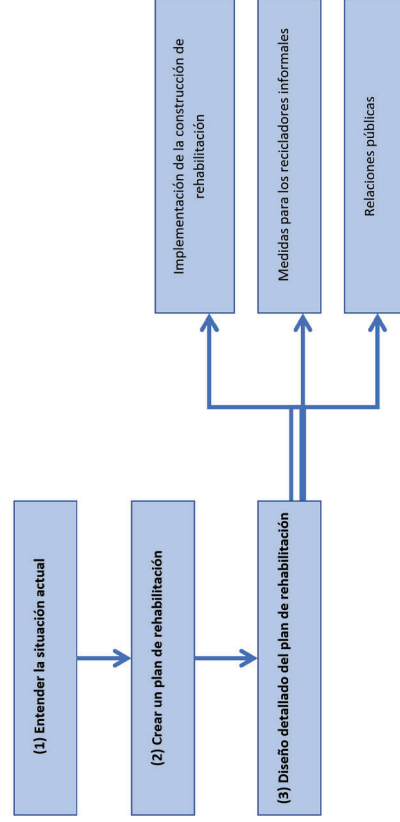 (1) Entender la situación actual
(2) Crear un plan de rehabilitación
(3) Diseño detallado del plan de rehabilitación
Implementación de la construcción de
rehabilitación
Medidas para los recicladores informales
Relaciones públicas